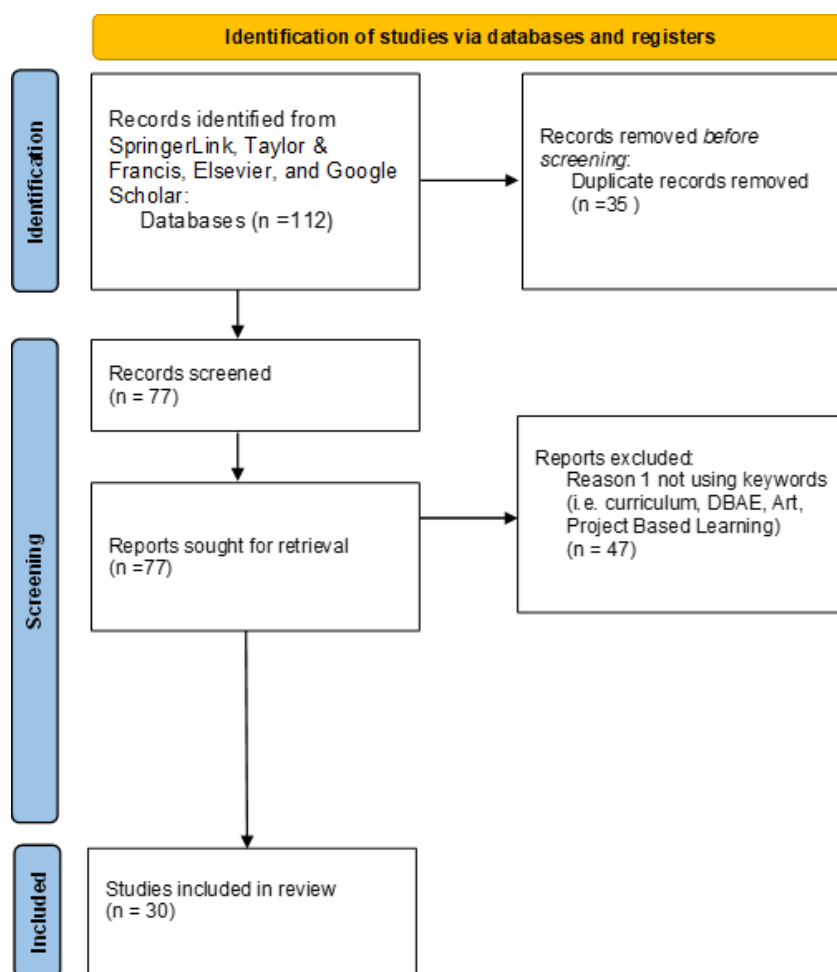 Identification of studies via databases and registers
Identification
Records identified from
SpringerLink, Taylor &
Francis, Elsevier, and Google
Scholar:
Databases (n =112)
Records removed before
screening:
Duplicate records removed
(n =35 )
Screening
Records screened
(n = 77)
Reports sought for retrieval
(n =77)
Reports excluded:
Reason 1 not using keywords
(i.e. curriculum, DBAE, Art,
Project Based Learning)
(n = 47)
Included
Studies included in review
(n = 30)